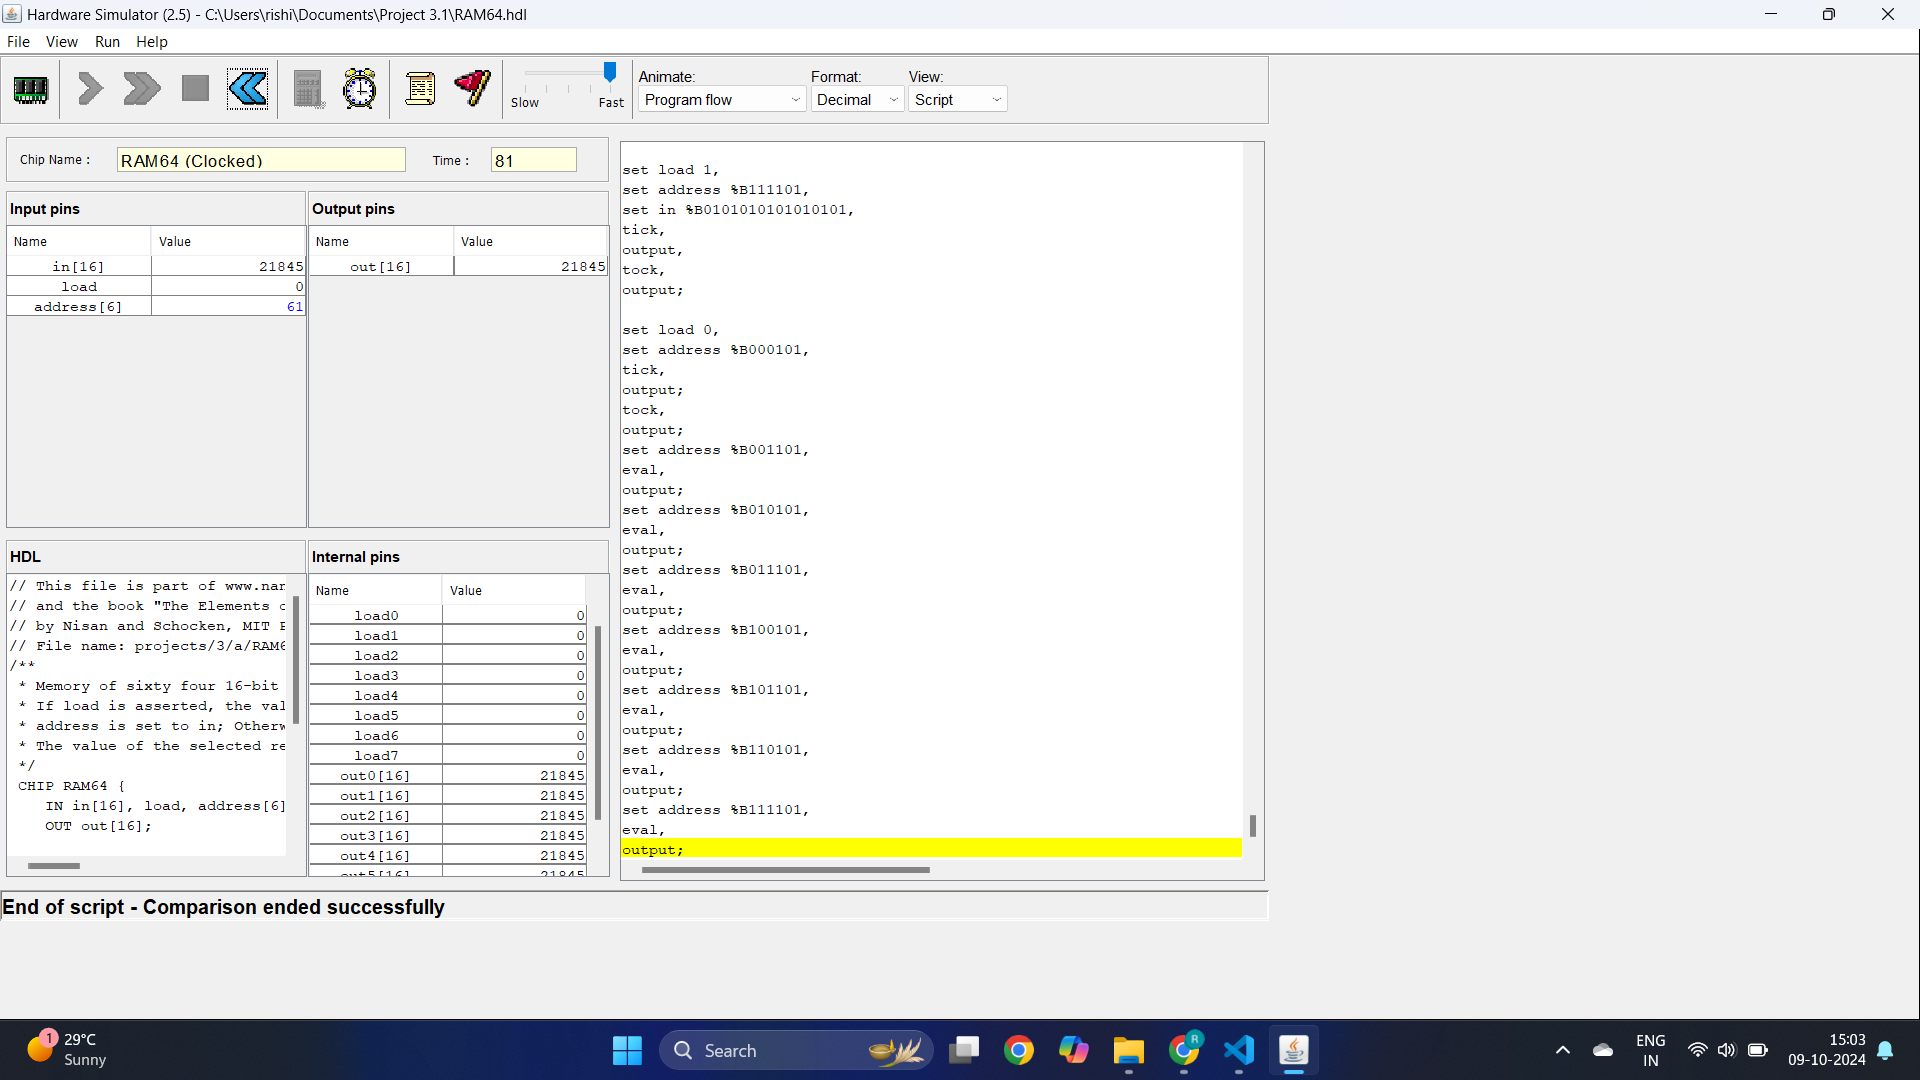 Hardware Simulator (2.5) - C:\Users\rishi\Documents\Project 3.1\RAM64.hdl
File View Run Help
Slow Fast
Animate: Format: View:
Program flow Decimal Script
Chip Name : RAM64 (Clocked) Time : 81
Input pins
Name Value
in[16] 21845
load 0
address[6] 61
Output pins
Name Value
out[16] 21845
HDL
// This file is part of www.nan
// and the book "The Elements o
// by Nisan and Schocken, MIT P
// File name: projects/3/a/RAM6
/**
* Memory of sixty four 16-bit
* If load is asserted, the val
* address is set to in; Otherw
* The value of the selected re
*/
CHIP RAM64 {
IN in[16], load, address[6]
OUT out[16];
Internal pins
Name Value
load0 0
load1 0
load2 0
load3 0
load4 0
load5 0
load6 0
load7 0
out0[16] 21845
out1[16] 21845
out2[16] 21845
out3[16] 21845
out4[16] 21845
out5[16] 21845
set load 1,
set address %B111101,
set in %B0101010101010101,
tick,
output,
tock,
output;
set load 0,
set address %B000101,
tick,
output;
tock,
output;
set address %B001101,
eval,
output;
set address %B010101,
eval,
output;
set address %B011101,
eval,
output;
set address %B100101,
eval,
output;
set address %B101101,
eval,
output;
set address %B110101,
eval,
output;
set address %B111101,
eval,
output;
End of script - Comparison ended successfully
1
29°C
Sunny
Search
R
ENG
IN
15:03
09-10-2024